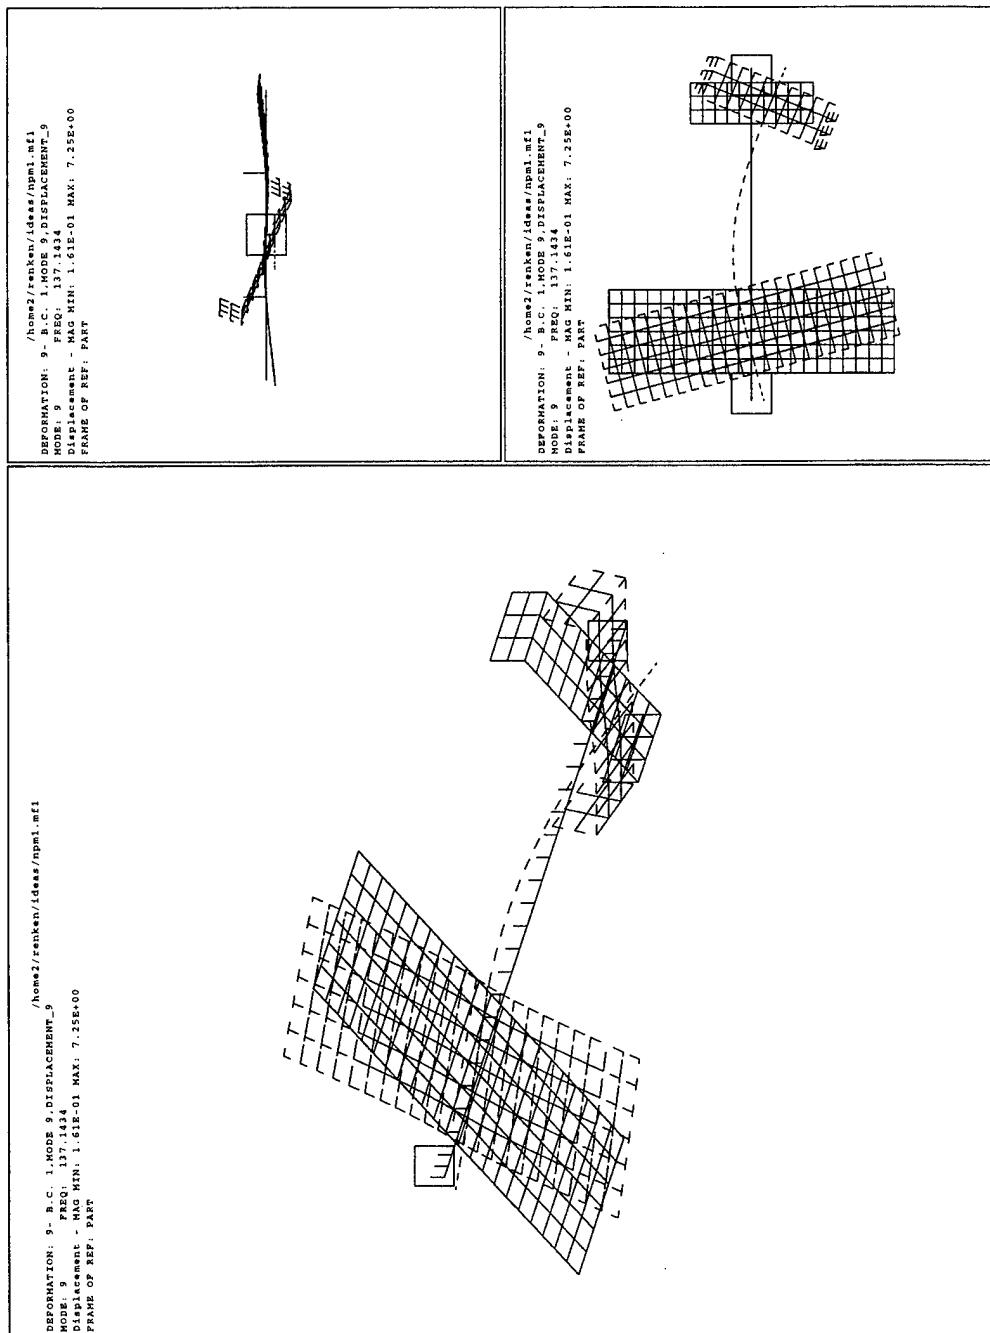 /home2/renken/ideas/npm1.mf1
DEFORMATION: 9- B.C. 1,MODE 9,DISPLACEMENT_9
MODE: 9 FREQ: 137.1434
Displacement - MAG MIN: 1.61E-01 MAX: 7.25E+00
FRAME OF REF: PART
/home2/renken/ideas/npm1.mf1
DEFORMATION: 9- B.C. 1,MODE 9,DISPLACEMENT_9
MODE: 9 FREQ: 137.1434
Displacement - MAG MIN: 1.61E-01 MAX: 7.25E+00
FRAME OF REF: PART
/home2/renken/ideas/npm1.mf1
DEFORMATION: 9- B.C. 1,MODE 9,DISPLACEMENT_9
MODE: 9 FREQ: 137.1434
Displacement - MAG MIN: 1.61E-01 MAX: 7.25E+00
FRAME OF REF: PART